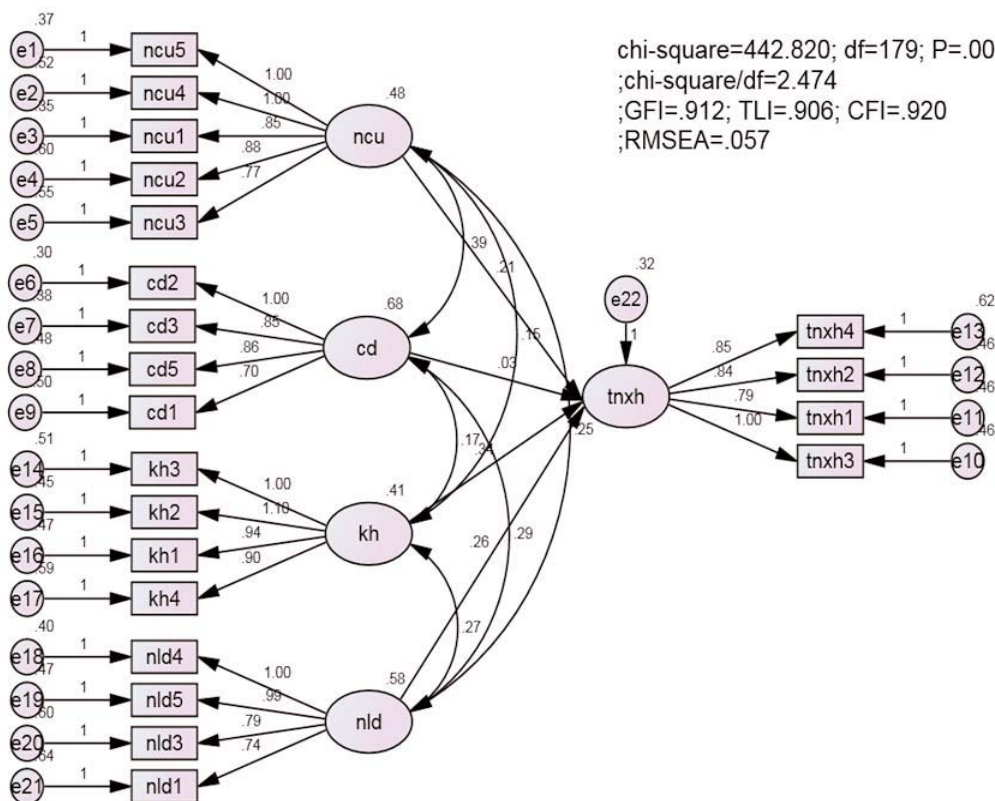 chi-square=442.820; df=179; P=.00
;chi-square/df=2.474
;GFI=.912; TLI=.906; CFI=.920
;RMSEA=.057
.37
e1 1 ncu5
.52
e2 1 ncu4
.35
e3 1 ncu1
.60
e4 1 ncu2
.55
e5 1 ncu3
1.00
1.00
.85
.88
.77
.48
ncu
.30
e6 1 cd2
.38
e7 1 cd3
.48
e8 1 cd5
.50
e9 1 cd1
1.00
.85
.86
.70
.68
cd
.51
e14 1 kh3
.45
e15 1 kh2
.47
e16 1 kh1
.59
e17 1 kh4
1.00
1.10
.94
.90
.41
kh
.40
e18 1 nld4
.47
e19 1 nld5
.60
e20 1 nld3
.64
e21 1 nld1
1.00
.99
.79
.74
.58
nld
.39
.21
.15
.03
.17
.34
.25
.26
.29
.27
.32
e22
1
tnxh
.85
.84
.79
1.00
.62
tnxh4 1 e13
.46
tnxh2 1 e12
.46
tnxh1 1 e11
.46
tnxh3 1 e10